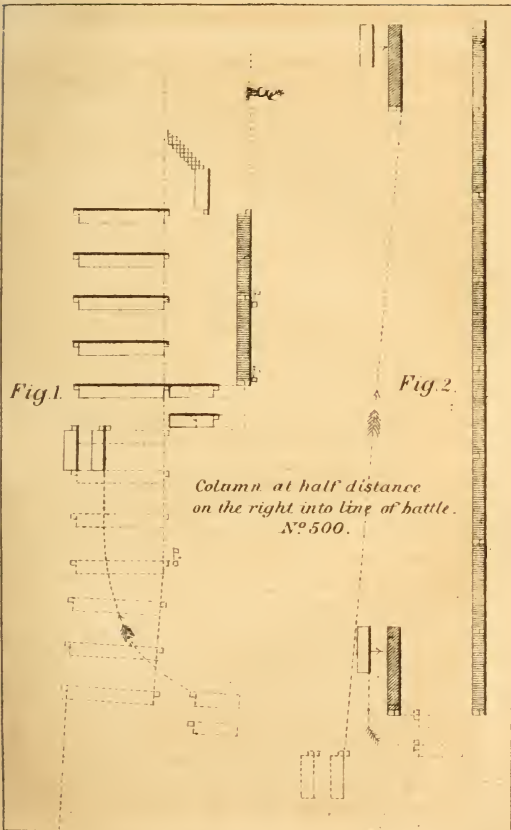 Fig.1.
Fig.2.
Column at half distance
on the right into line of battle.
Nº 500.